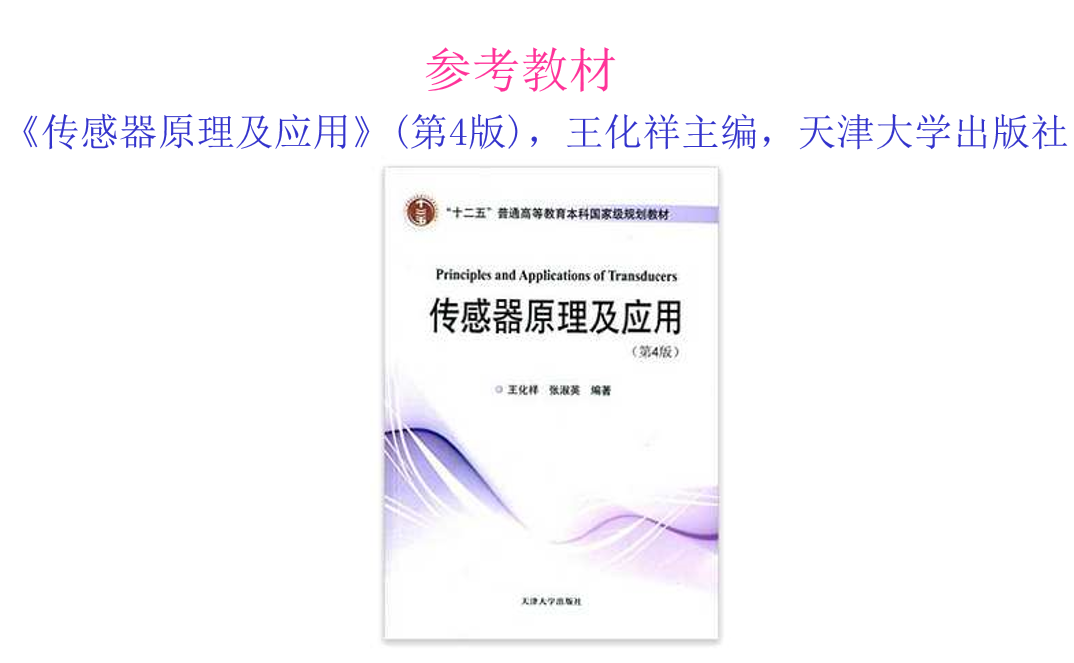 参考教材
《传感器原理及应用》(第4版)，王化祥主编，天津大学出版社
“十二五”普通高等教育本科国家级规划教材
Principles and Applications of Transducers
传感器原理及应用
（第4版）
王化祥 张淑英 编著
天津大学出版社